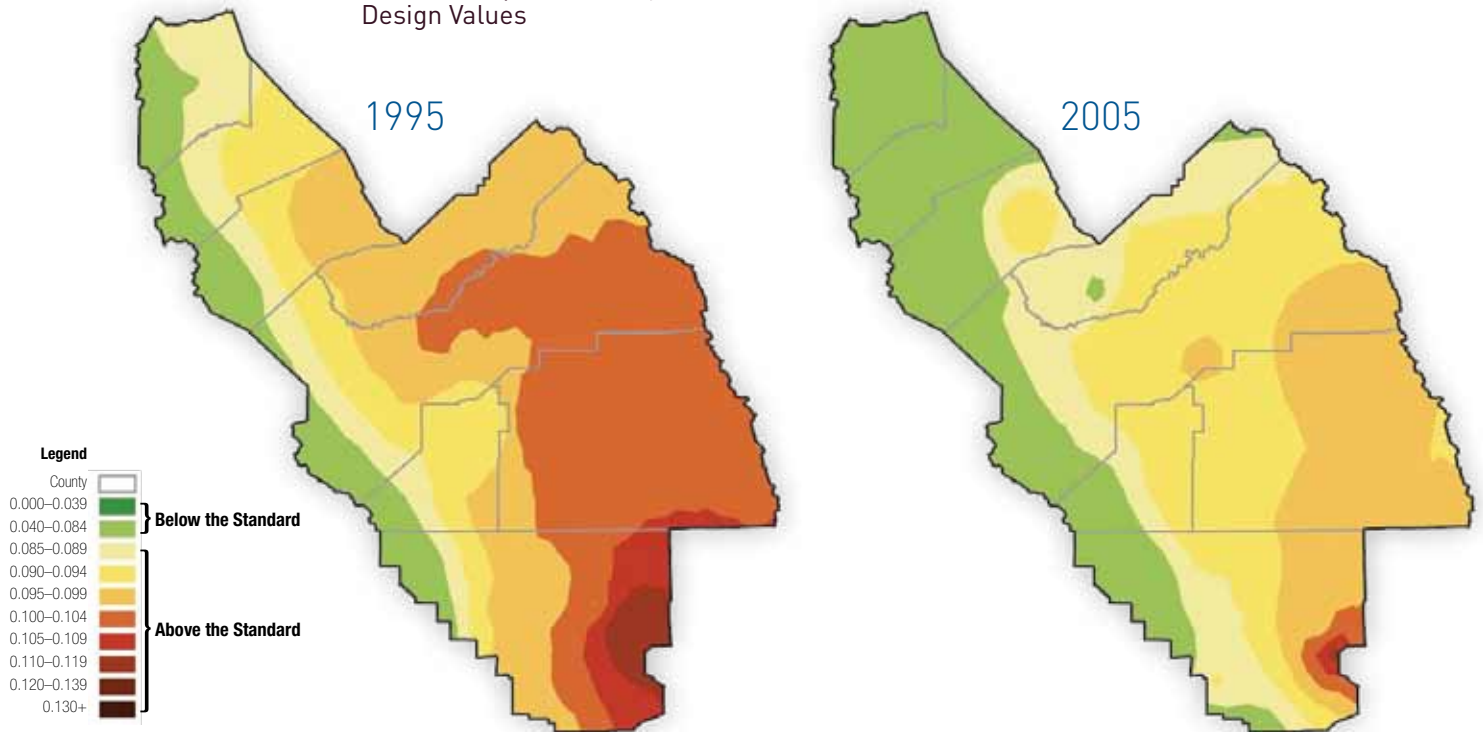 Design Values
1995
2005
Legend
County
0.000–0.039
0.040–0.084
0.085–0.089
0.090–0.094
0.095–0.099
0.100–0.104
0.105–0.109
0.110–0.119
0.120–0.139
0.130+
Below the Standard
Above the Standard